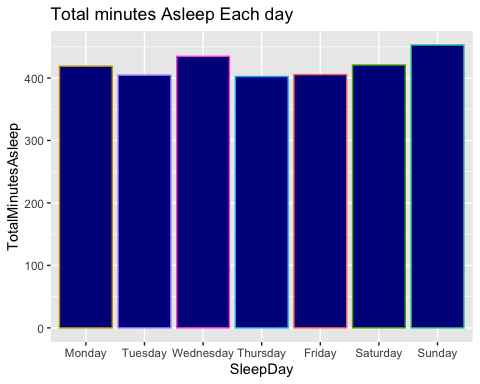 Total minutes Asleep Each day
TotalMinutesAsleep
400
300
200
100
0
Monday Tuesday Wednesday Thursday Friday Saturday Sunday
SleepDay